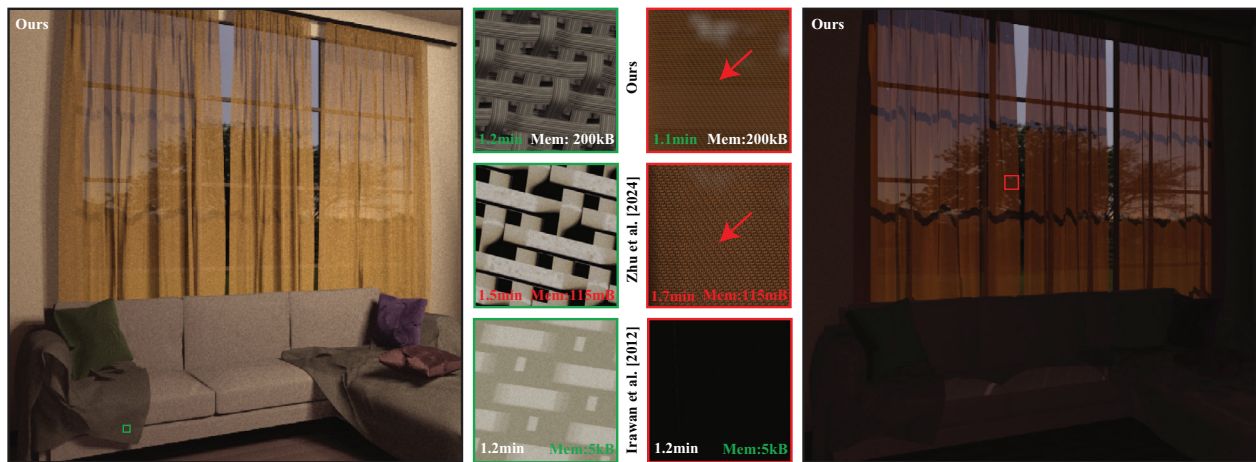 Ours
1.2min Mem: 200kB
Ours
1.1min Mem:200kB
Ours
1.5min Mem:115mB
Zhu et al. [2024]
1.7min Mem:115mB
1.2min Mem:5kB
Irawan et al. [2012]
1.2min Mem:5kB